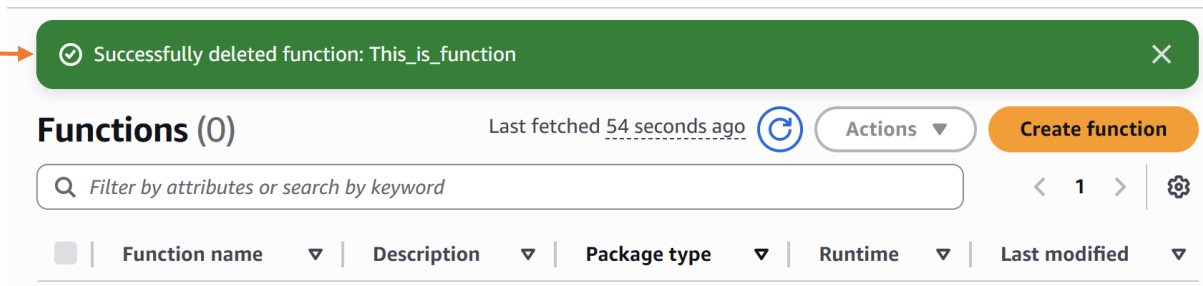 Successfully deleted function: This_is_function
Functions (0)
Last fetched 54 seconds ago
Actions
Create function
Filter by attributes or search by keyword
1
Function name
Description
Package type
Runtime
Last modified